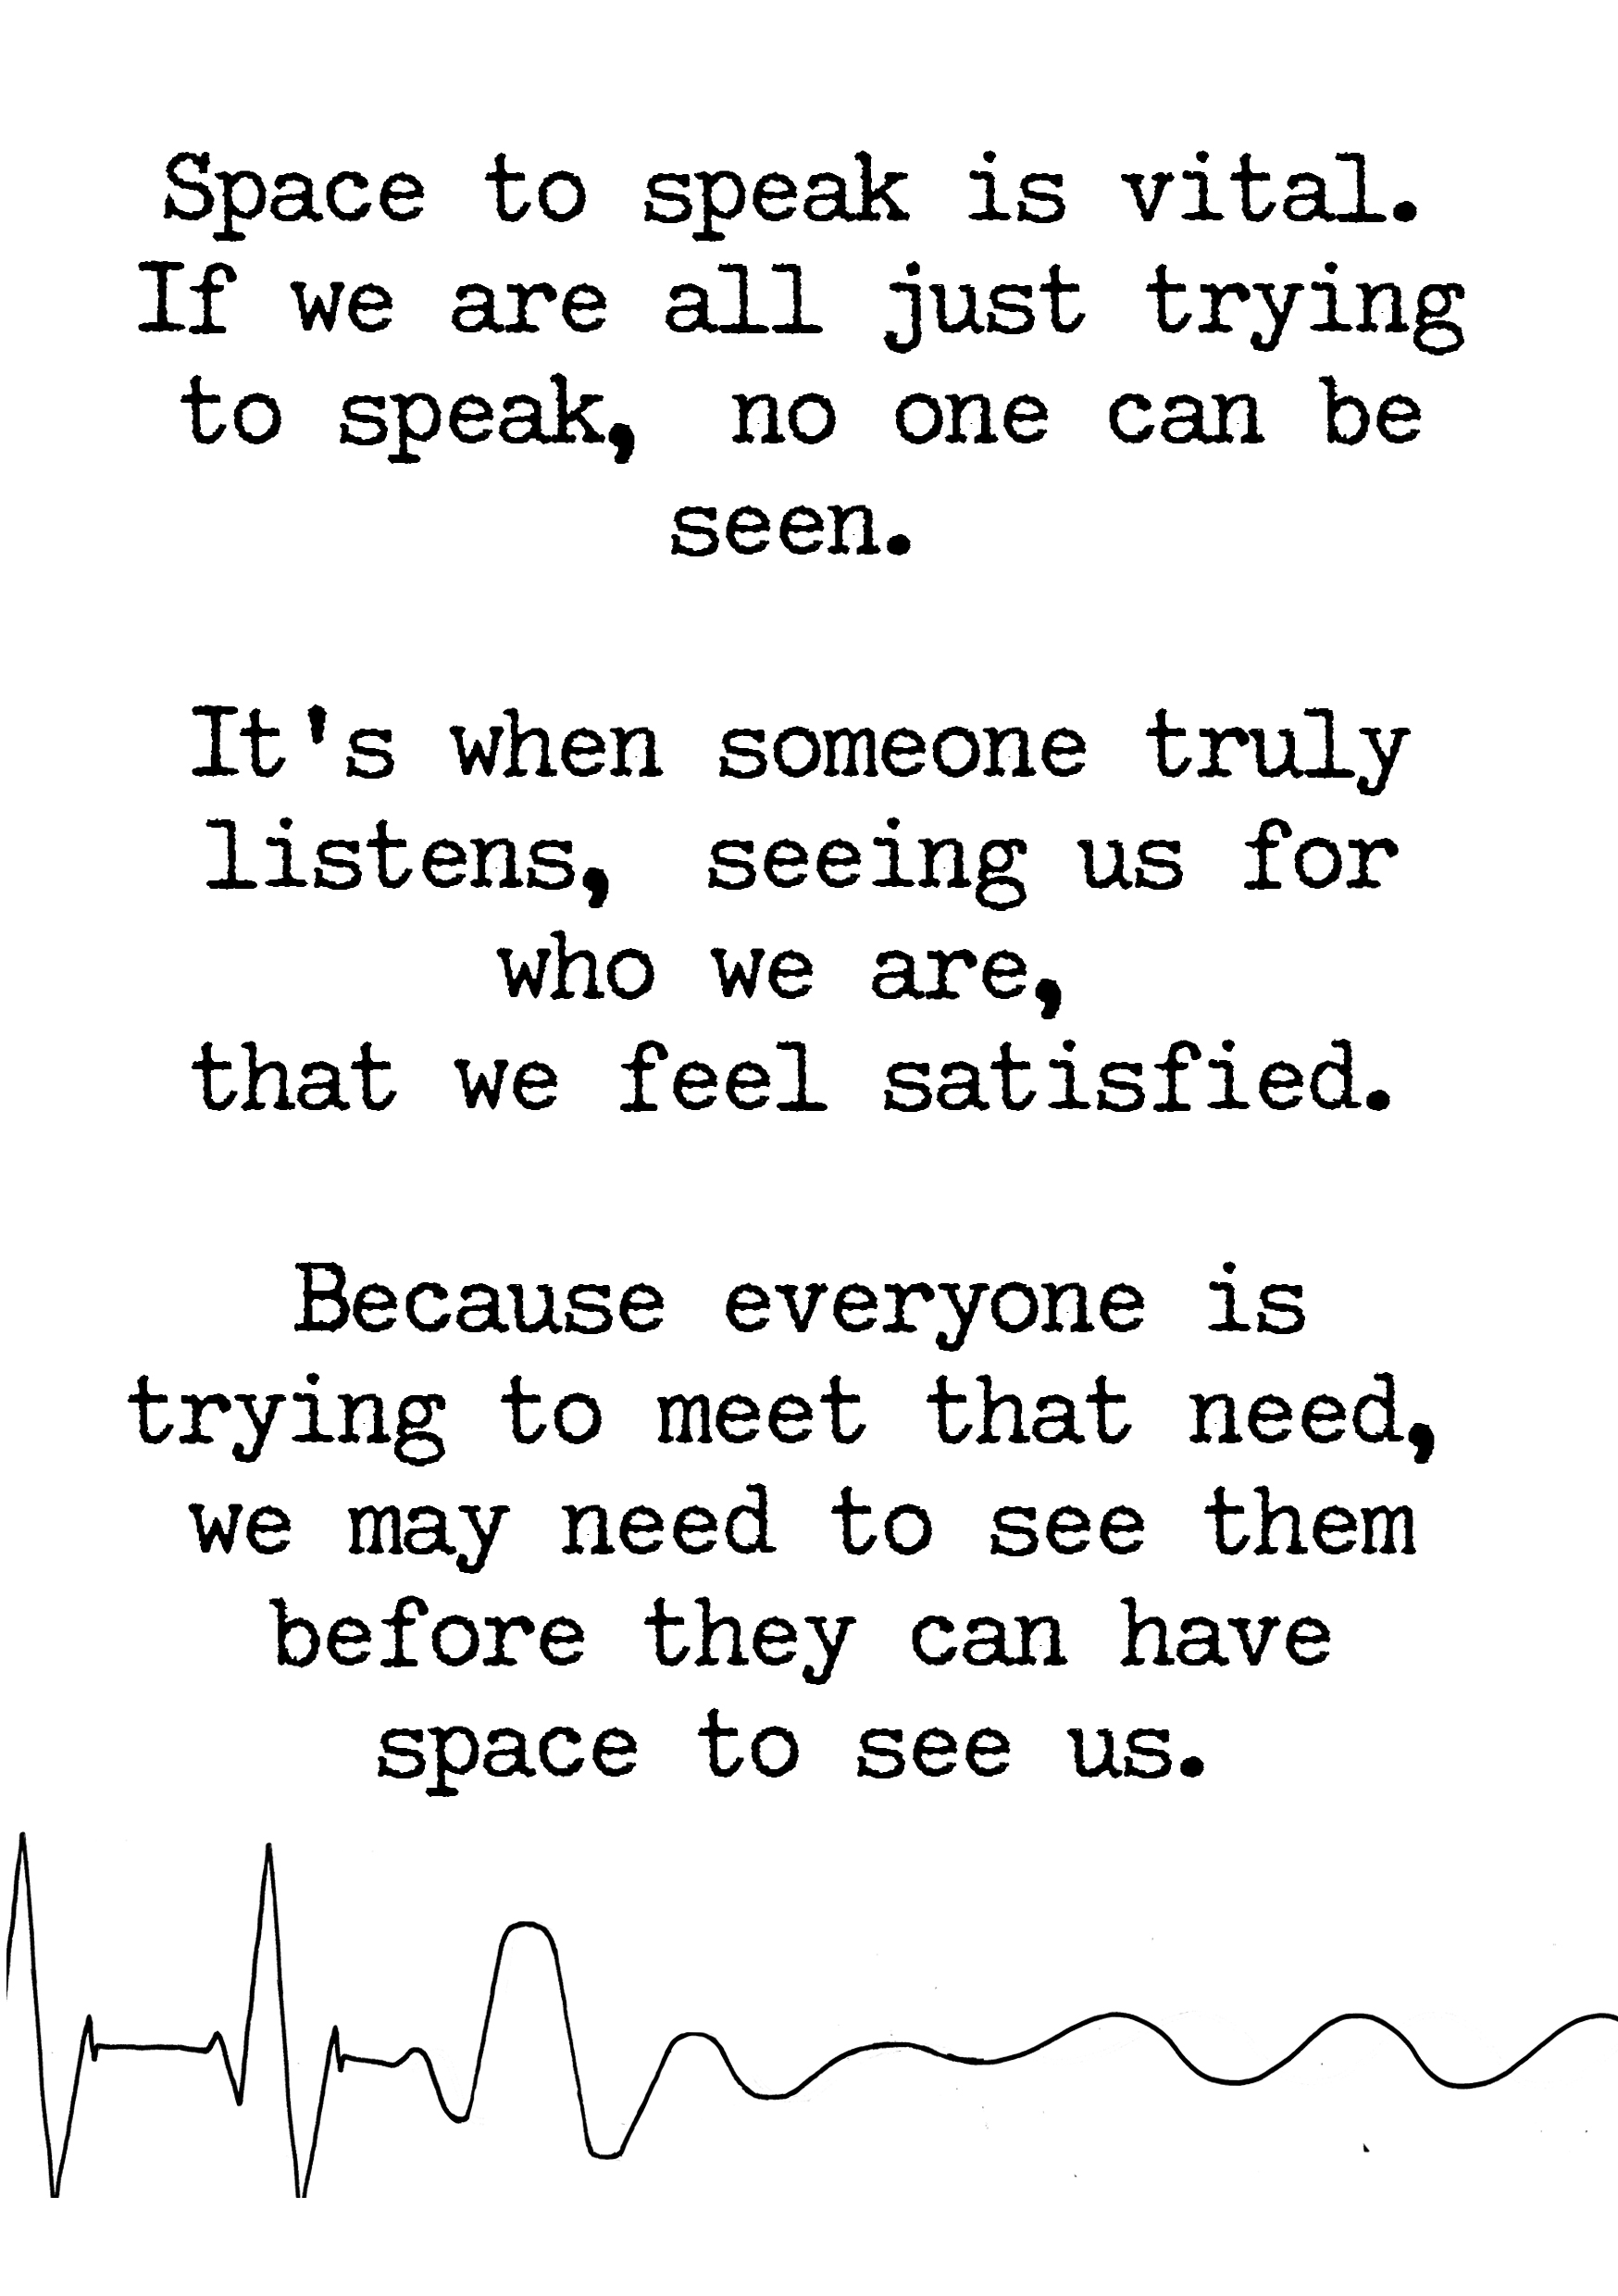 Space to speak is vital.
If we are all just trying
to speak, no one can be
seen.
It's when someone truly
listens, seeing us for
who we are,
that we feel satisfied.
Because everyone is
trying to meet that need,
we may need to see them
before they can have
space to see us.